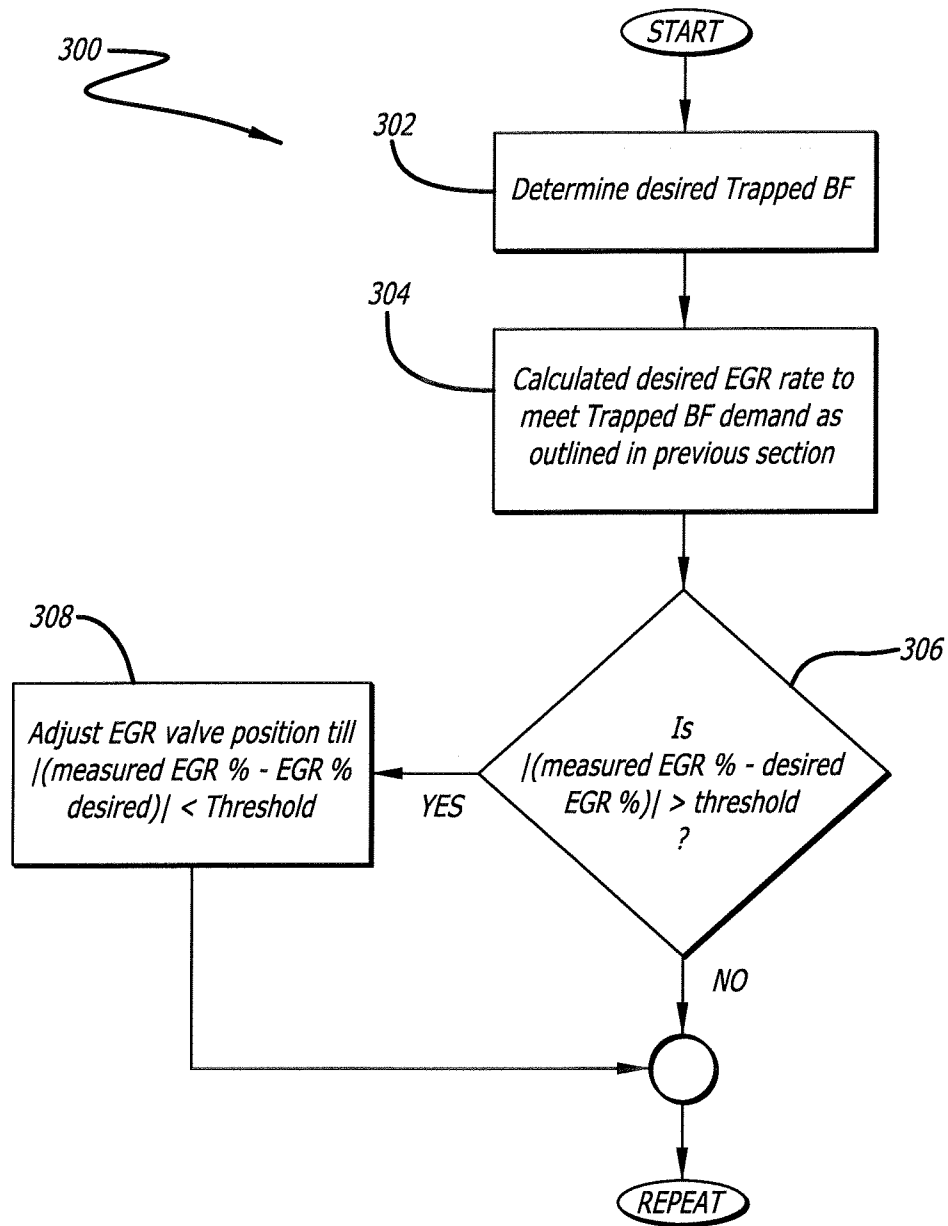 START
300
302
Determine desired Trapped BF
304
Calculated desired EGR rate to
meet Trapped BF demand as
outlined in previous section
306
Is
|(measured EGR % - desired
EGR %)| > threshold
?
308
Adjust EGR valve position till
|(measured EGR % - EGR %
desired)| < Threshold
YES
NO
REPEAT